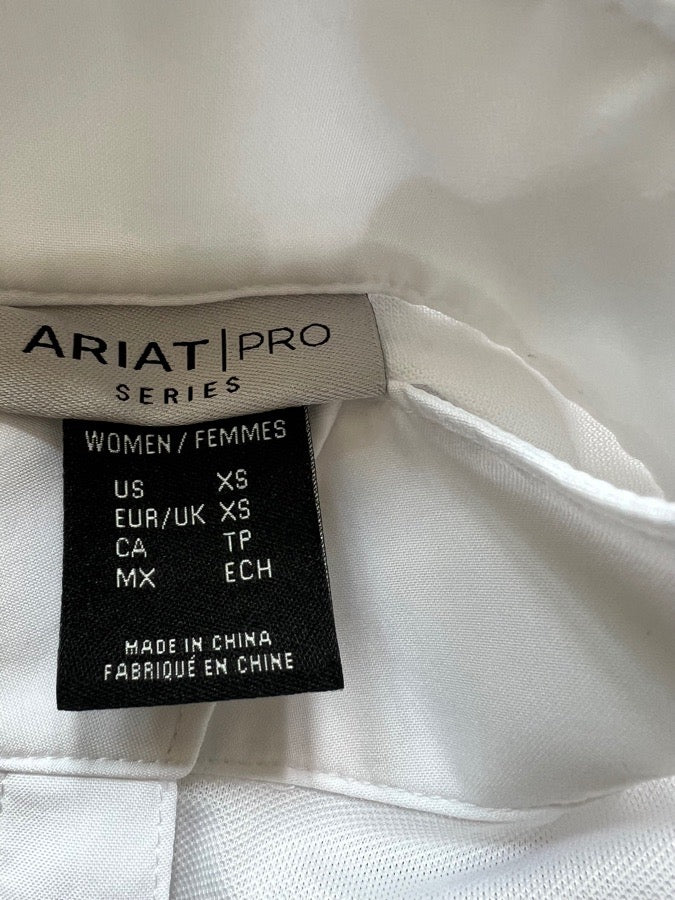 ARIAT | PRO
SERIES
WOMEN / FEMMES
US XS
EUR/UK XS
CA TP
MX ECH
MADE IN CHINA
FABRIQUÉ EN CHINE